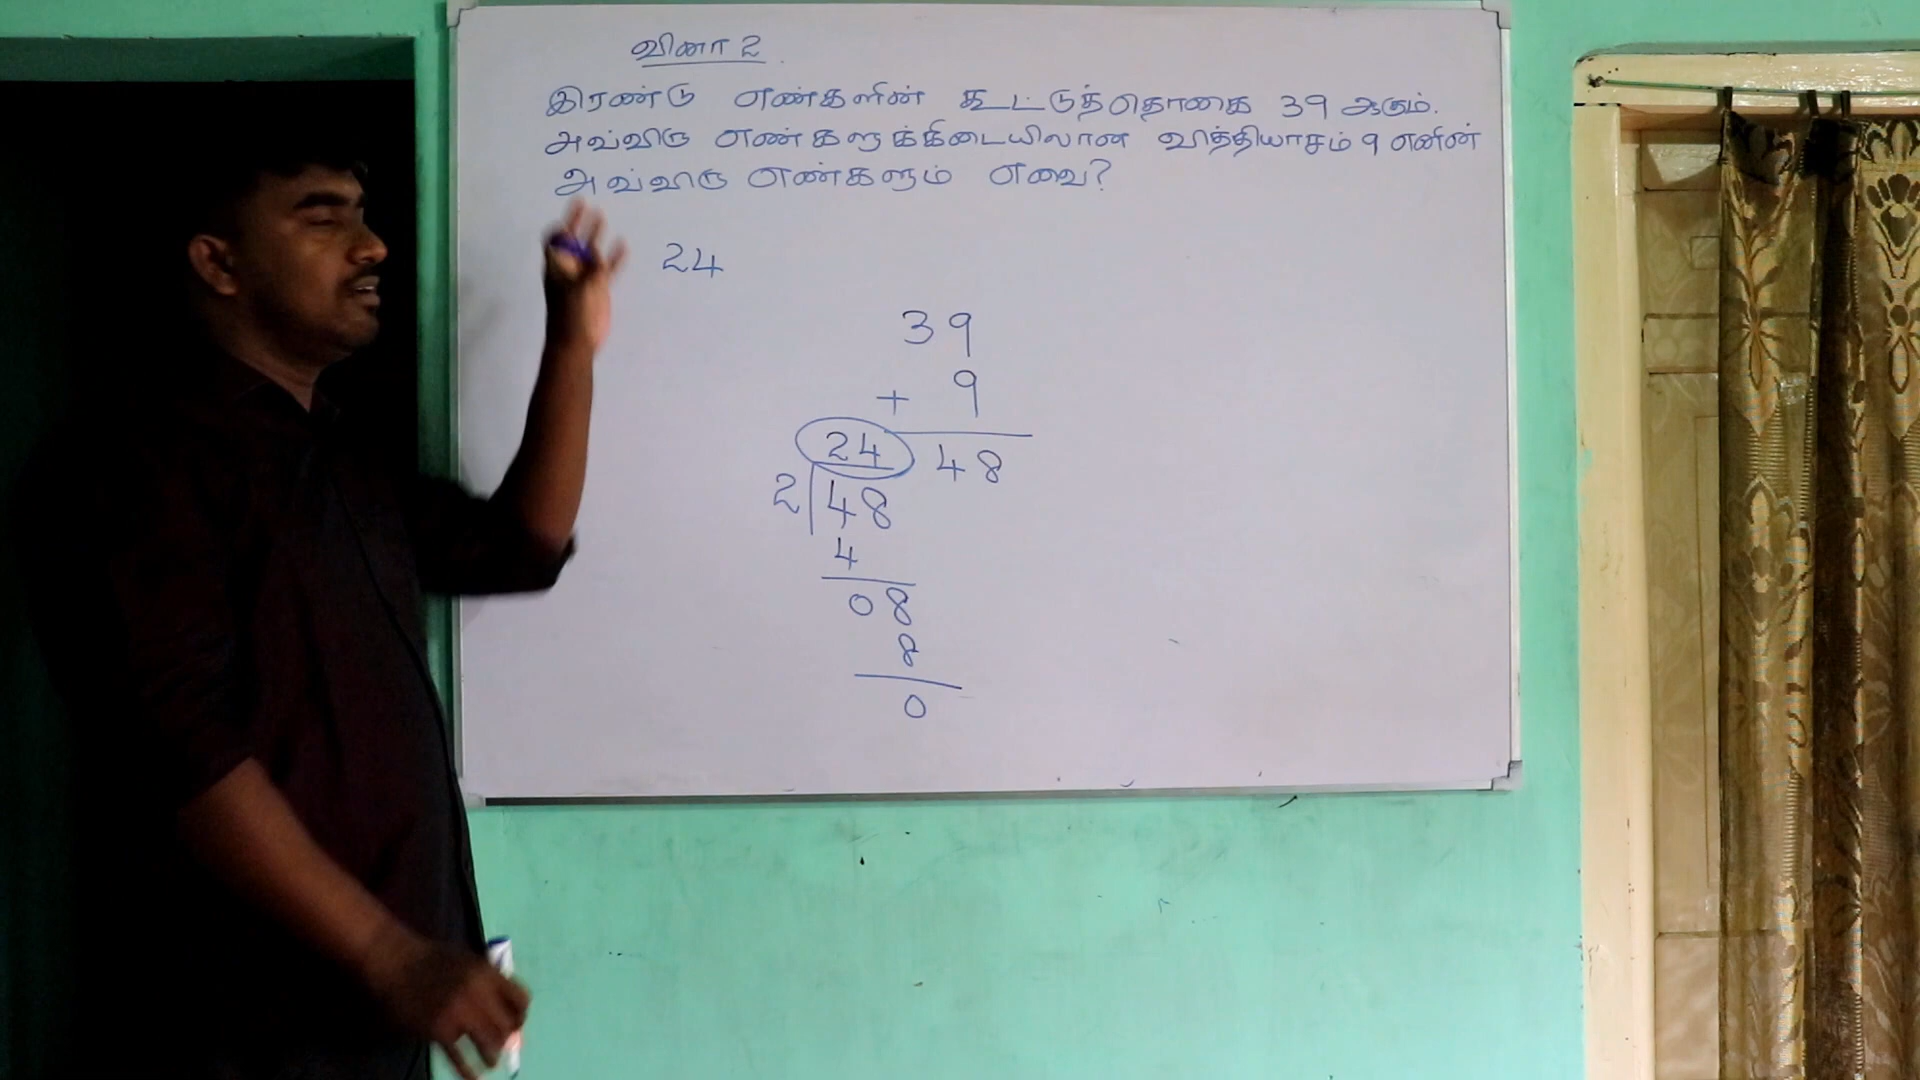 வினா 2
இரண்டு எண்களின் கூட்டுத்தொகை 39 ஆகும்.
அவ்விரு எண்களுக்கிடையிலான வித்தியாசம் 9 எனின்
அவ்விரு எண்களும் எவை?
24
39
+ 9
24 48
2 48
4
08
8
0